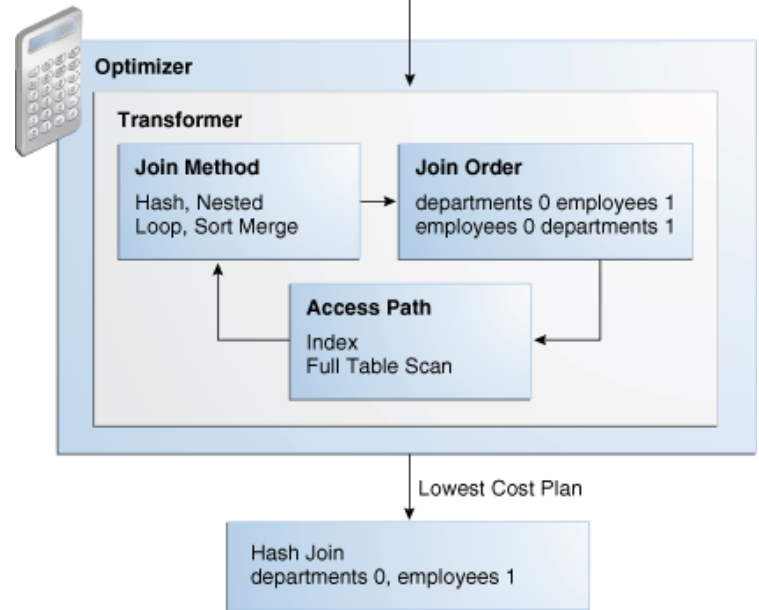 Optimizer
Transformer
Join Method
Hash, Nested
Loop, Sort Merge
Join Order
departments 0 employees 1
employees 0 departments 1
Access Path
Index
Full Table Scan
Lowest Cost Plan
Hash Join
departments 0, employees 1